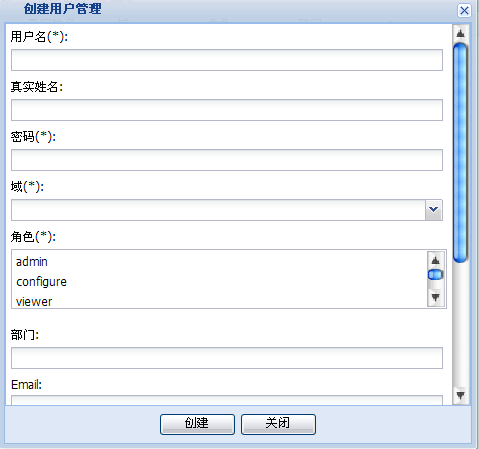 创建用户管理
用户名(*):
真实姓名:
密码(*):
域(*):
角色(*):
admin
configure
viewer
部门:
Email:
创建 关闭